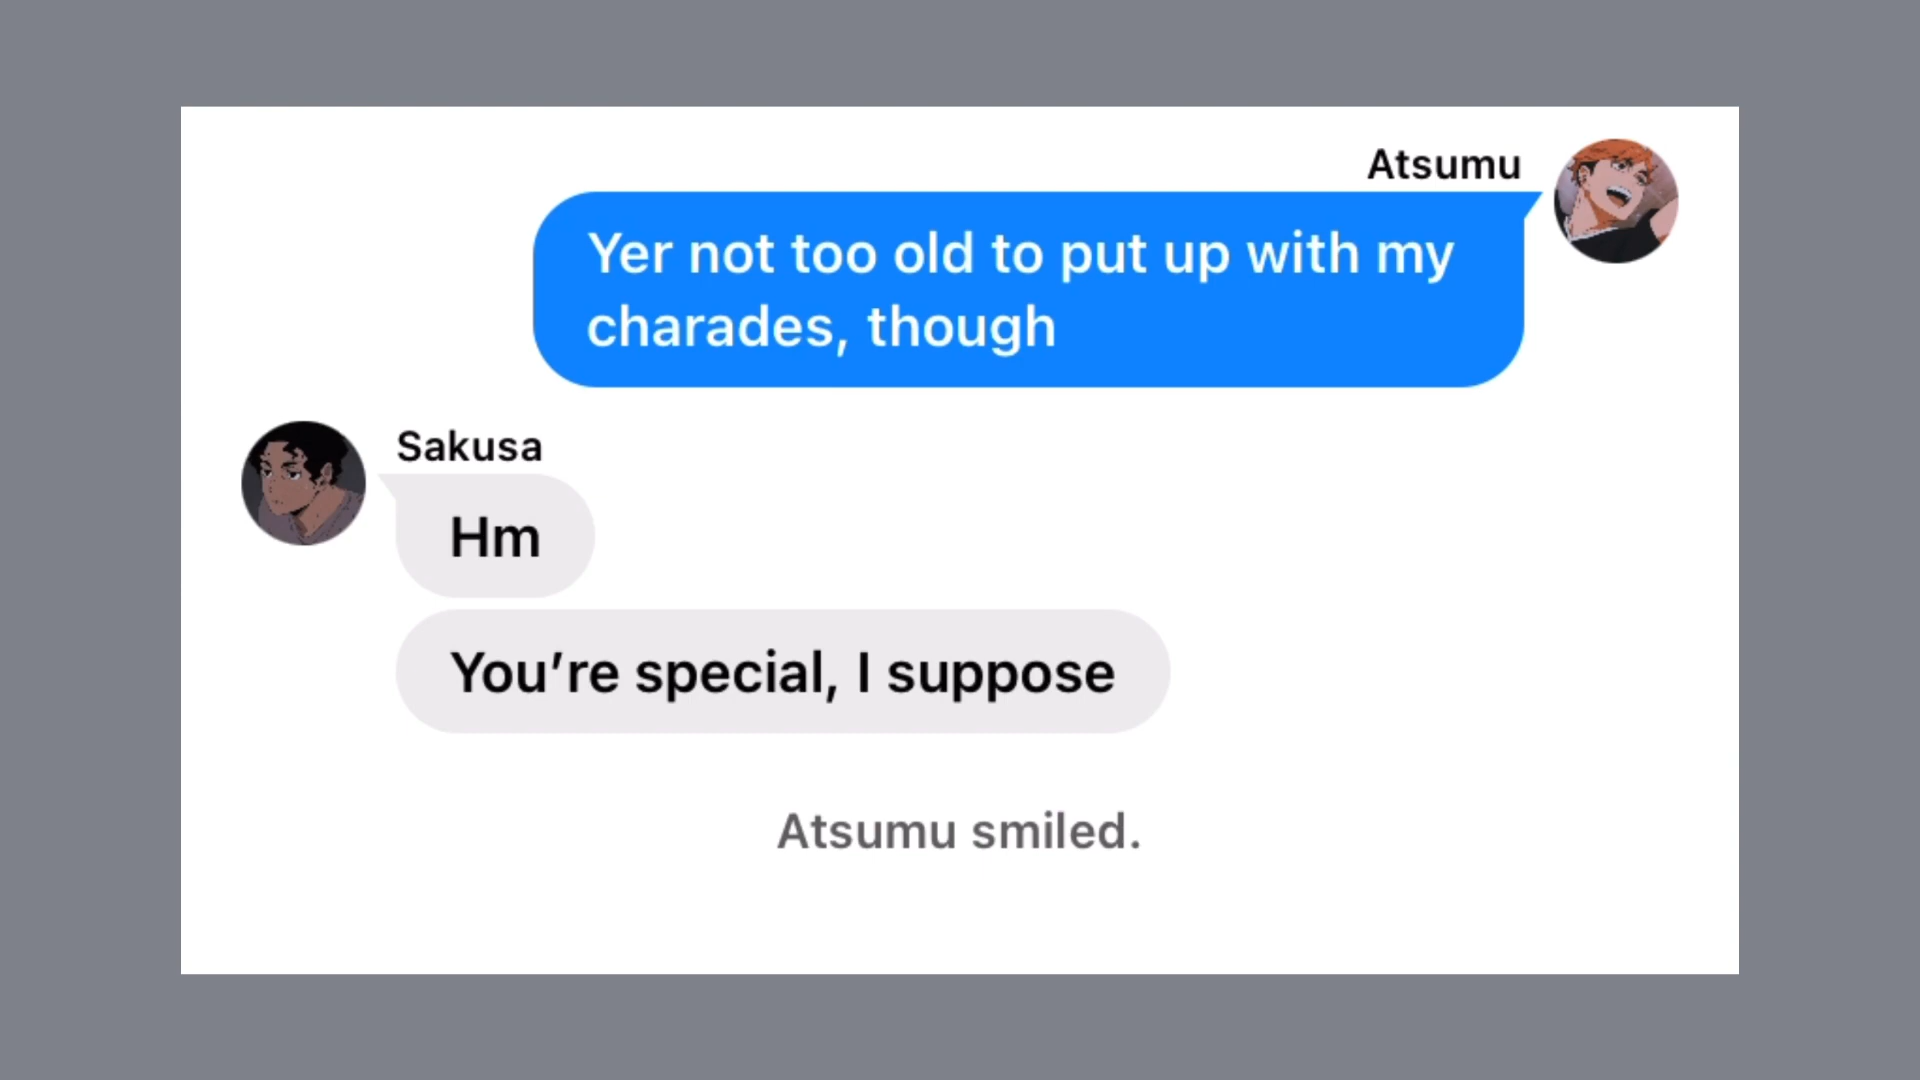 Atsumu
Yer not too old to put up with my
charades, though
Sakusa
Hm
You’re special, I suppose
Atsumu smiled.